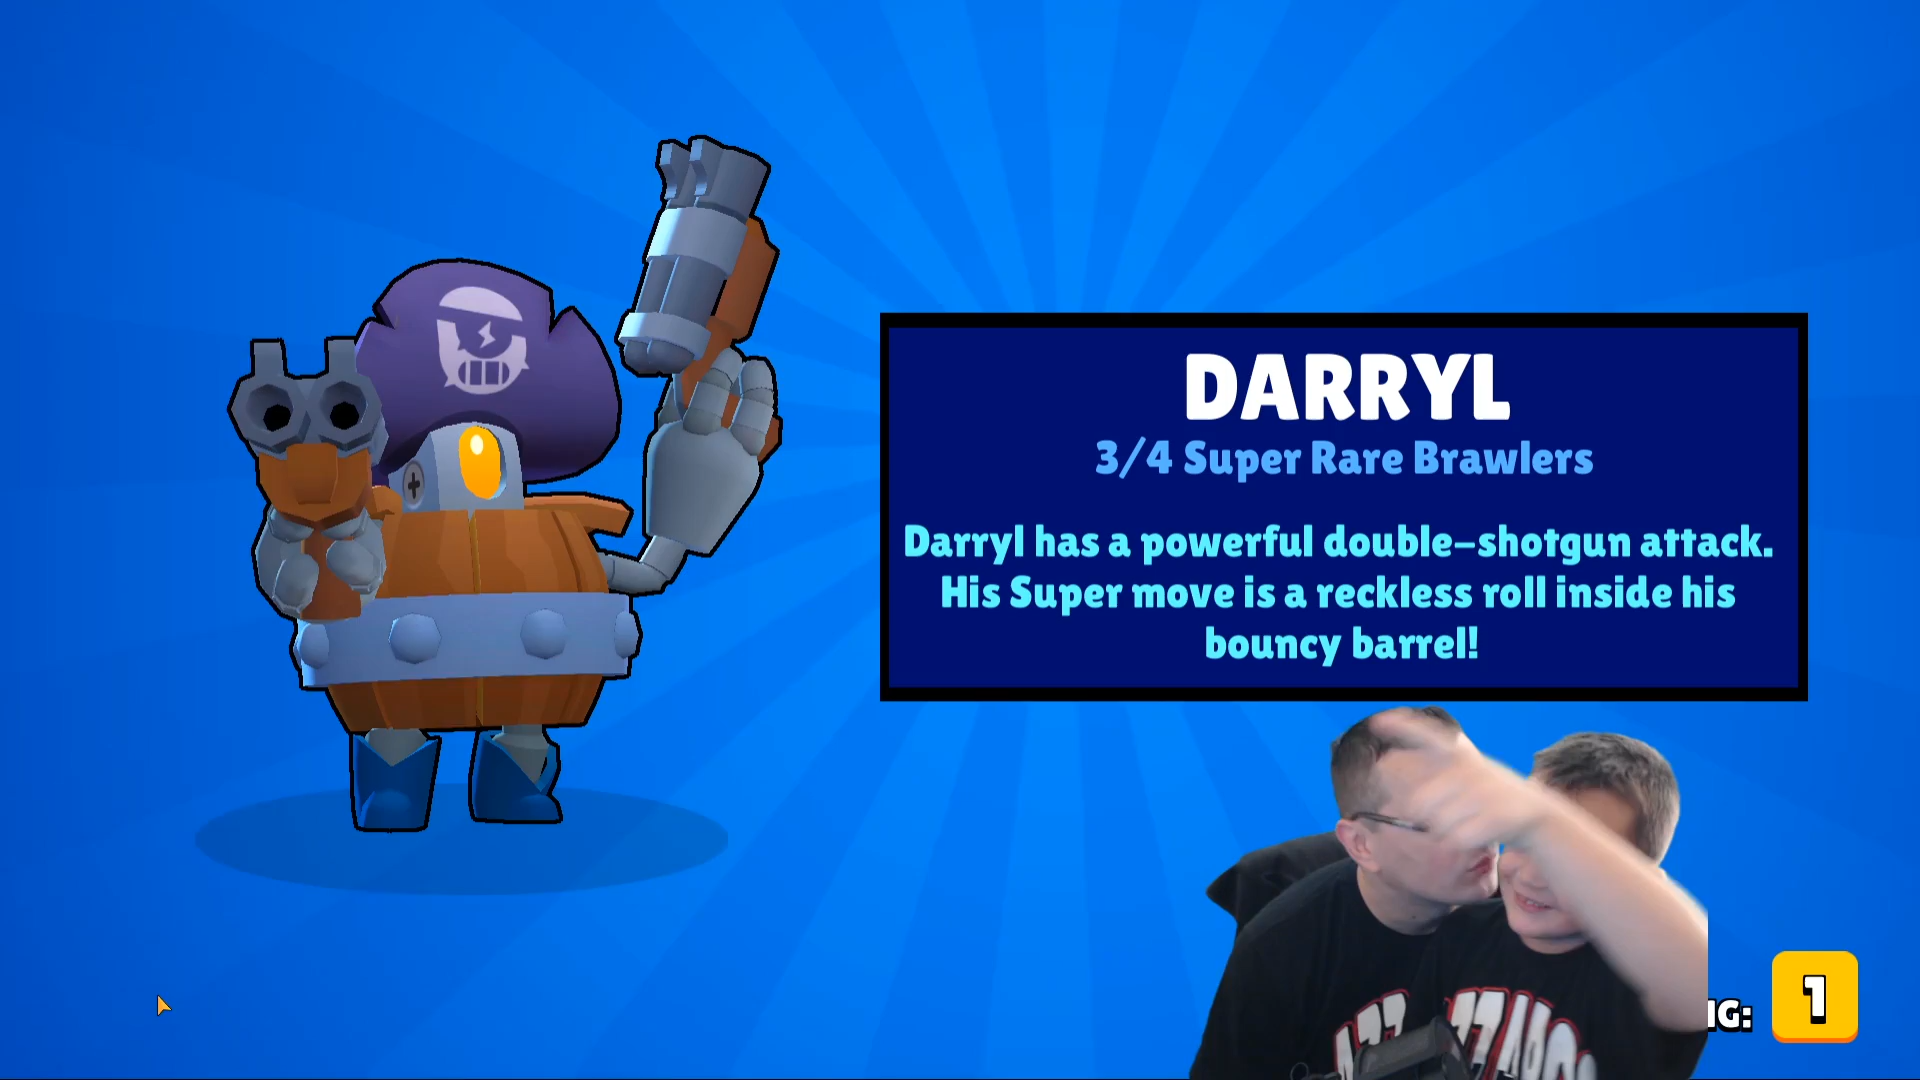 DARRYL
3/4 Super Rare Brawlers
Darryl has a powerful double-shotgun attack.
His Super move is a reckless roll inside his
bouncy barrel!
1